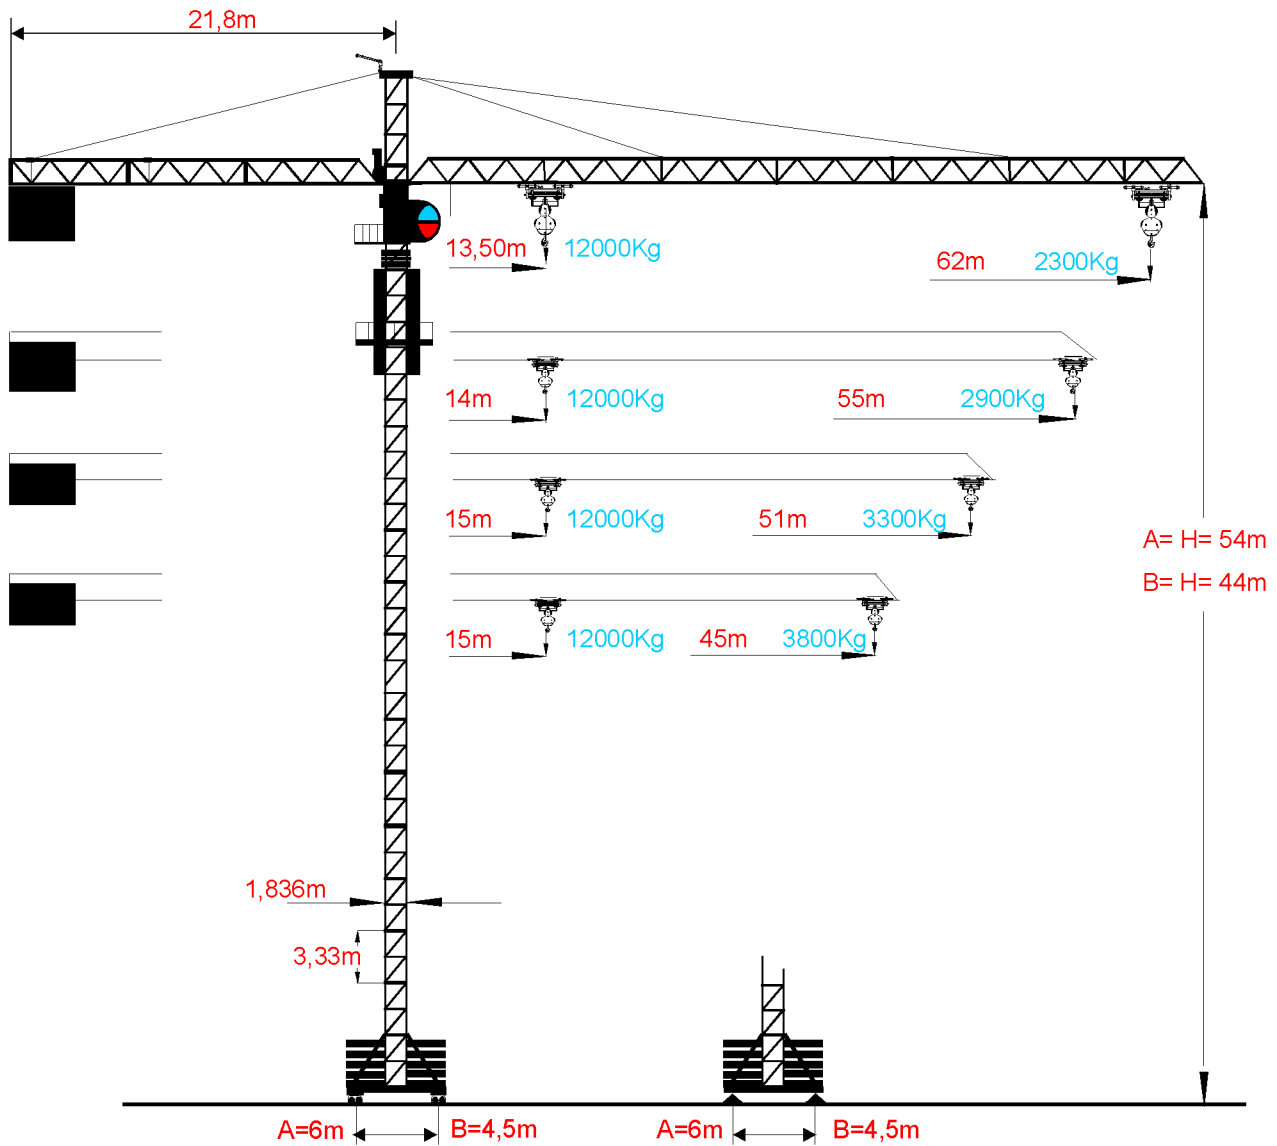 21,8m
13,50m 12000Kg
62m 2300Kg
14m 12000Kg 55m 2900Kg
15m 12000Kg 51m 3300Kg
A= H= 54m
B= H= 44m
15m 12000Kg 45m 3800Kg
1,836m
3,33m
A=6m B=4,5m A=6m B=4,5m